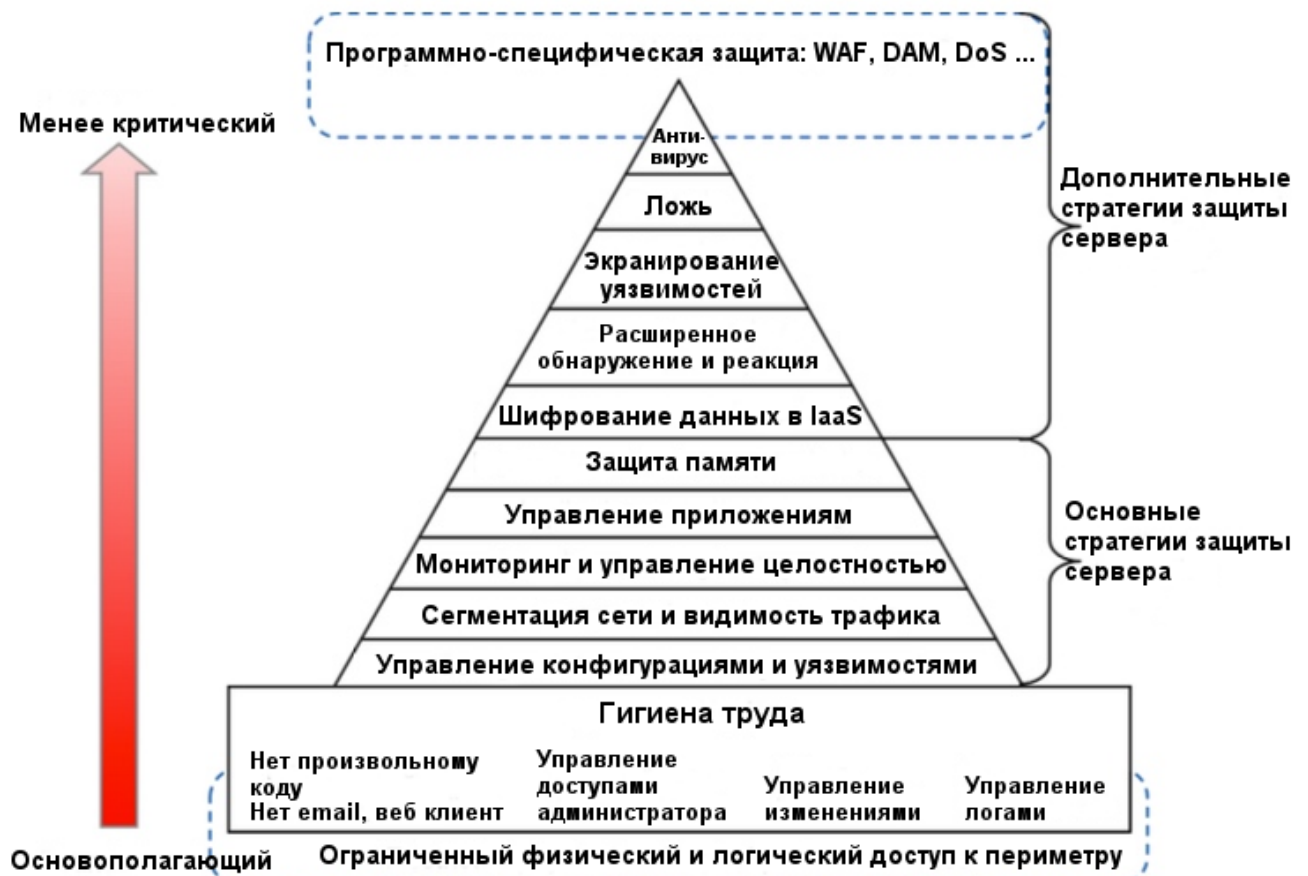 Программно-специфическая защита: WAF, DAM, DoS ...
Менее критический
Анти-
вирус
Ложь
Экранирование
уязвимостей
Расширенное
обнаружение и реакция
Шифрование данных в IaaS
Дополнительные
стратегии защиты
сервера
Защита памяти
Управление приложениям
Мониторинг и управление целостностью
Сегментация сети и видимость трафика
Управление конфигурациями и уязвимостями
Основные
стратегии защиты
сервера
Гигиена труда
Нет произвольному
коду
Нет email, веб клиент
Управление
доступами
администратора
Управление
изменениями
Управление
логами
Основополагающий
Ограниченный физический и логический доступ к периметру